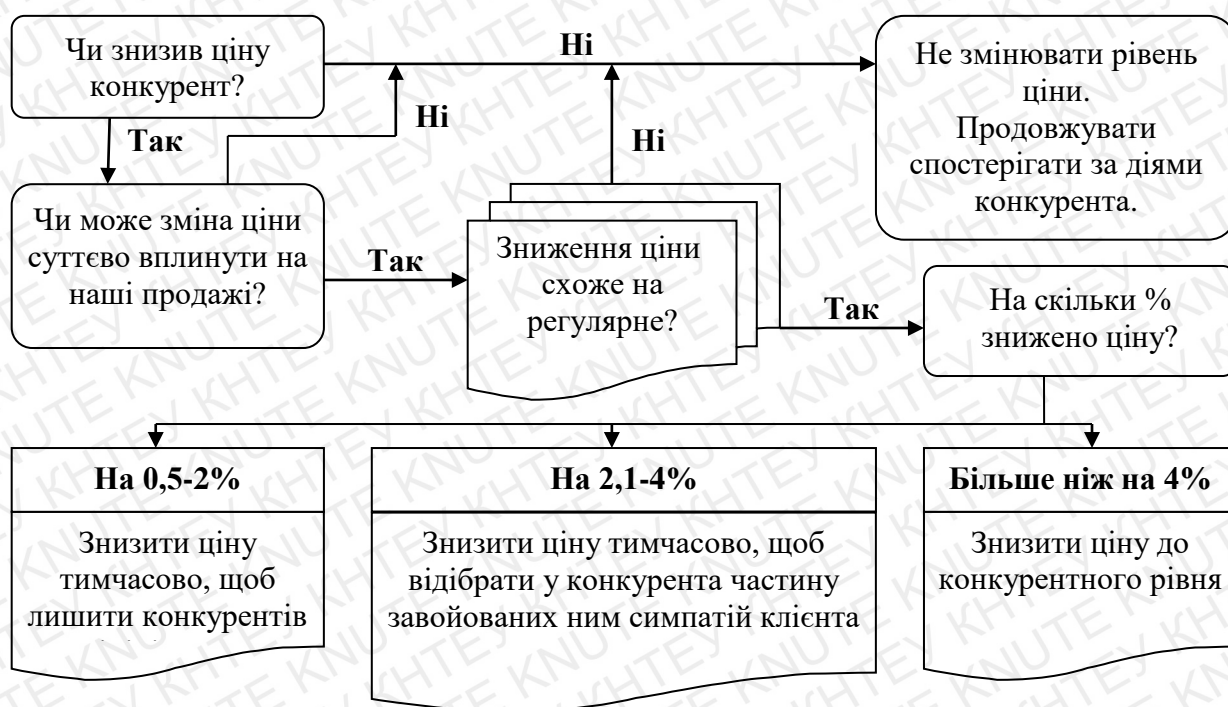 Чи знизив ціну
конкурент?
Ні
Не змінювати рівень
ціни.
Продовжувати
спостерігати за діями
конкурента.
Так
Ні
Ні
Чи може зміна ціни
суттєво вплинути на
наші продажі?
Так
Зниження ціни
схоже на
регулярне?
Так
На скільки %
знижено ціну?
На 0,5-2%
Знизити ціну
тимчасово, щоб
лишити конкурентів
На 2,1-4%
Знизити ціну тимчасово, щоб
відібрати у конкурента частину
завойованих ним симпатій клієнта
Більше ніж на 4%
Знизити ціну до
конкурентного рівня